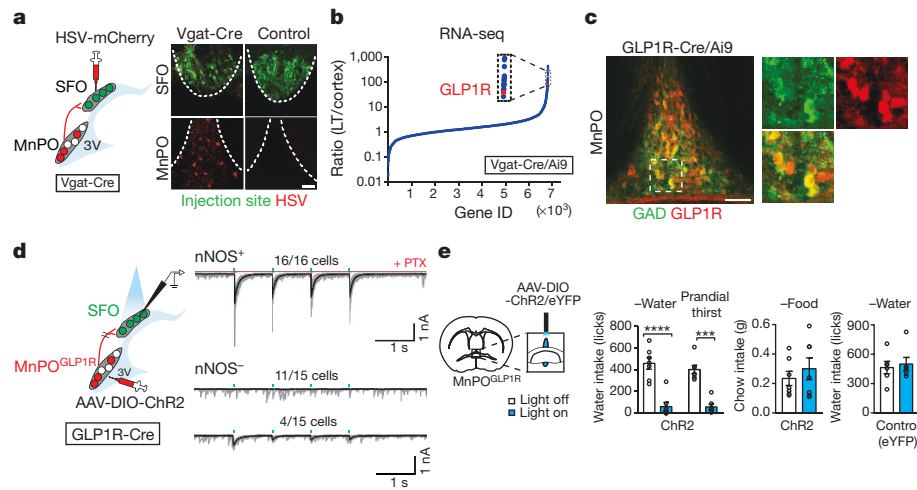 a
HSV-mCherry
SFO
MnPO
3V
Vgat-Cre
Vgat-Cre Control
SFO
MnPO
Injection site HSV
b
RNA-seq
Ratio (LT/cortex)
1,000
100
10
1
0.1
0.01
GLP1R
Vgat-Cre/Ai9
1 2 3 4 5 6 7
Gene ID (×10³)
c
GLP1R-Cre/Ai9
MnPO
GAD GLP1R
d
SFO
MnPOGLP1R
3V
AAV-DIO-ChR2
GLP1R-Cre
nNOS⁺
16/16 cells
+ PTX
1 nA
1 s
nNOS⁻
11/15 cells
4/15 cells
1 nA
1 s
e
AAV-DIO
-ChR2/eYFP
MnPOGLP1R
Light off
Light on
–Water
Prandial
thirst
Water intake (licks)
600
400
200
0
****
***
ChR2
–Food
Chow intake (g)
0.6
0.4
0.2
0
ChR2
–Water
Water intake (licks)
900
600
300
0
Contro
(eYFP)